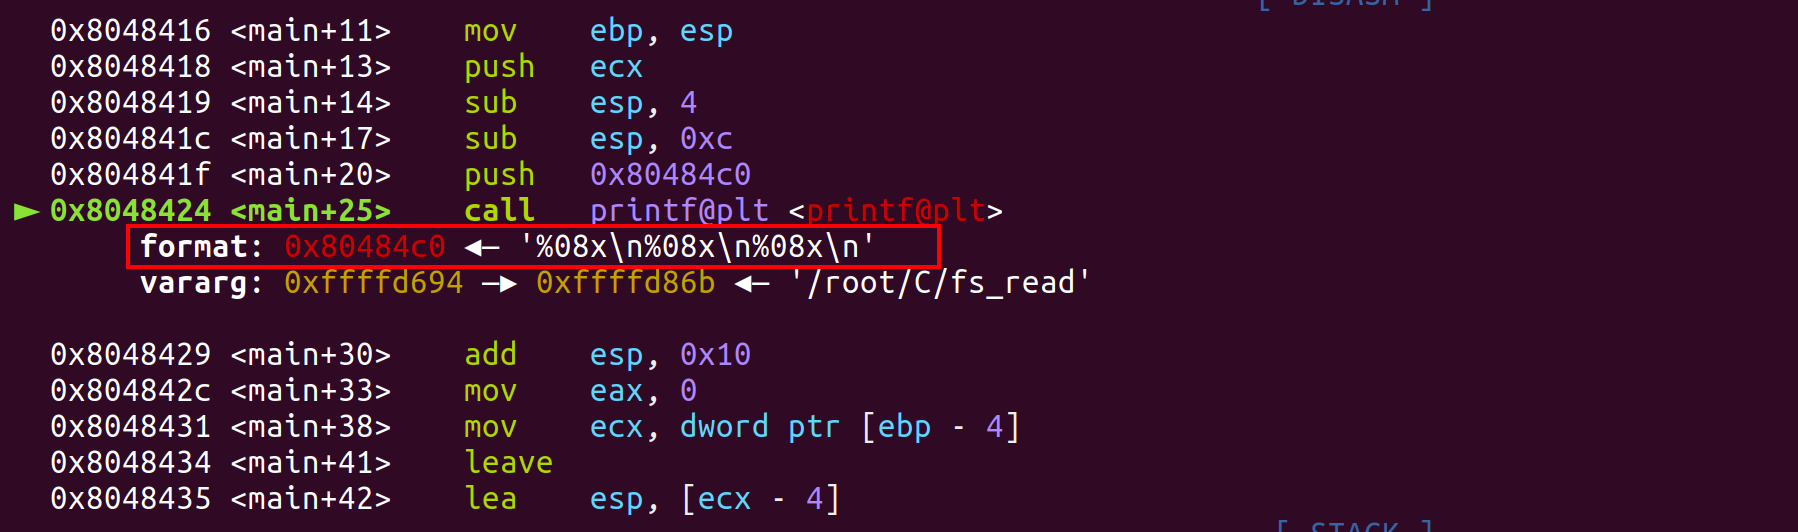 [ DISASM ]
0x8048416 <main+11>    mov    ebp, esp
0x8048418 <main+13>    push   ecx
0x8048419 <main+14>    sub    esp, 4
0x804841c <main+17>    sub    esp, 0xc
0x804841f <main+20>    push   0x80484c0
► 0x8048424 <main+25>    call   printf@plt <printf@plt>
format: 0x80484c0 ◂— '%08x\n%08x\n%08x\n'
vararg: 0xffffd694 —▸ 0xffffd86b ◂— '/root/C/fs_read'
0x8048429 <main+30>    add    esp, 0x10
0x804842c <main+33>    mov    eax, 0
0x8048431 <main+38>    mov    ecx, dword ptr [ebp - 4]
0x8048434 <main+41>    leave
0x8048435 <main+42>    lea    esp, [ecx - 4]
[ STACK ]